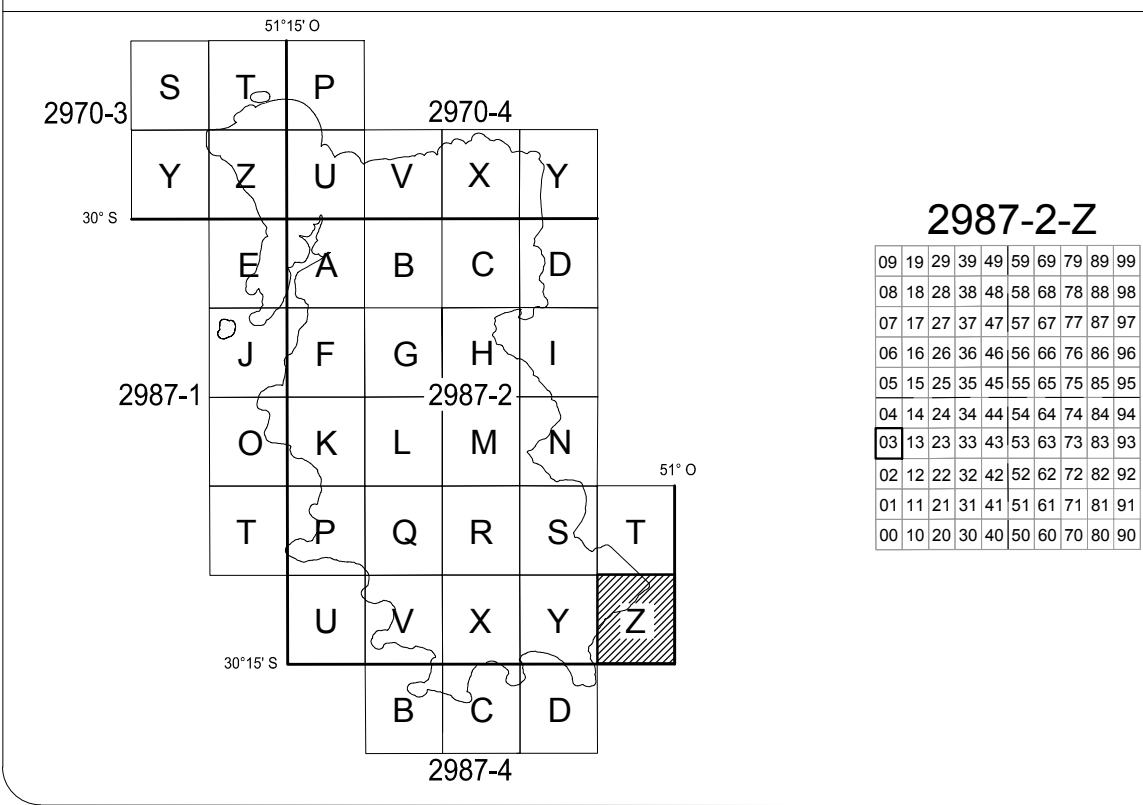 51°15' O
S T P
2970-3 2970-4
Y Z U V X Y
30° S
E A B C D
J F G H I
2987-1 2987-2
O K L M N
51° O
T P Q R S T
U V X Y Z
30°15' S
B C D
2987-4
2987-2-Z
09 19 29 39 49 59 69 79 89 99
08 18 28 38 48 58 68 78 88 98
07 17 27 37 47 57 67 77 87 97
06 16 26 36 46 56 66 76 86 96
05 15 25 35 45 55 65 75 85 95
04 14 24 34 44 54 64 74 84 94
03 13 23 33 43 53 63 73 83 93
02 12 22 32 42 52 62 72 82 92
01 11 21 31 41 51 61 71 81 91
00 10 20 30 40 50 60 70 80 90